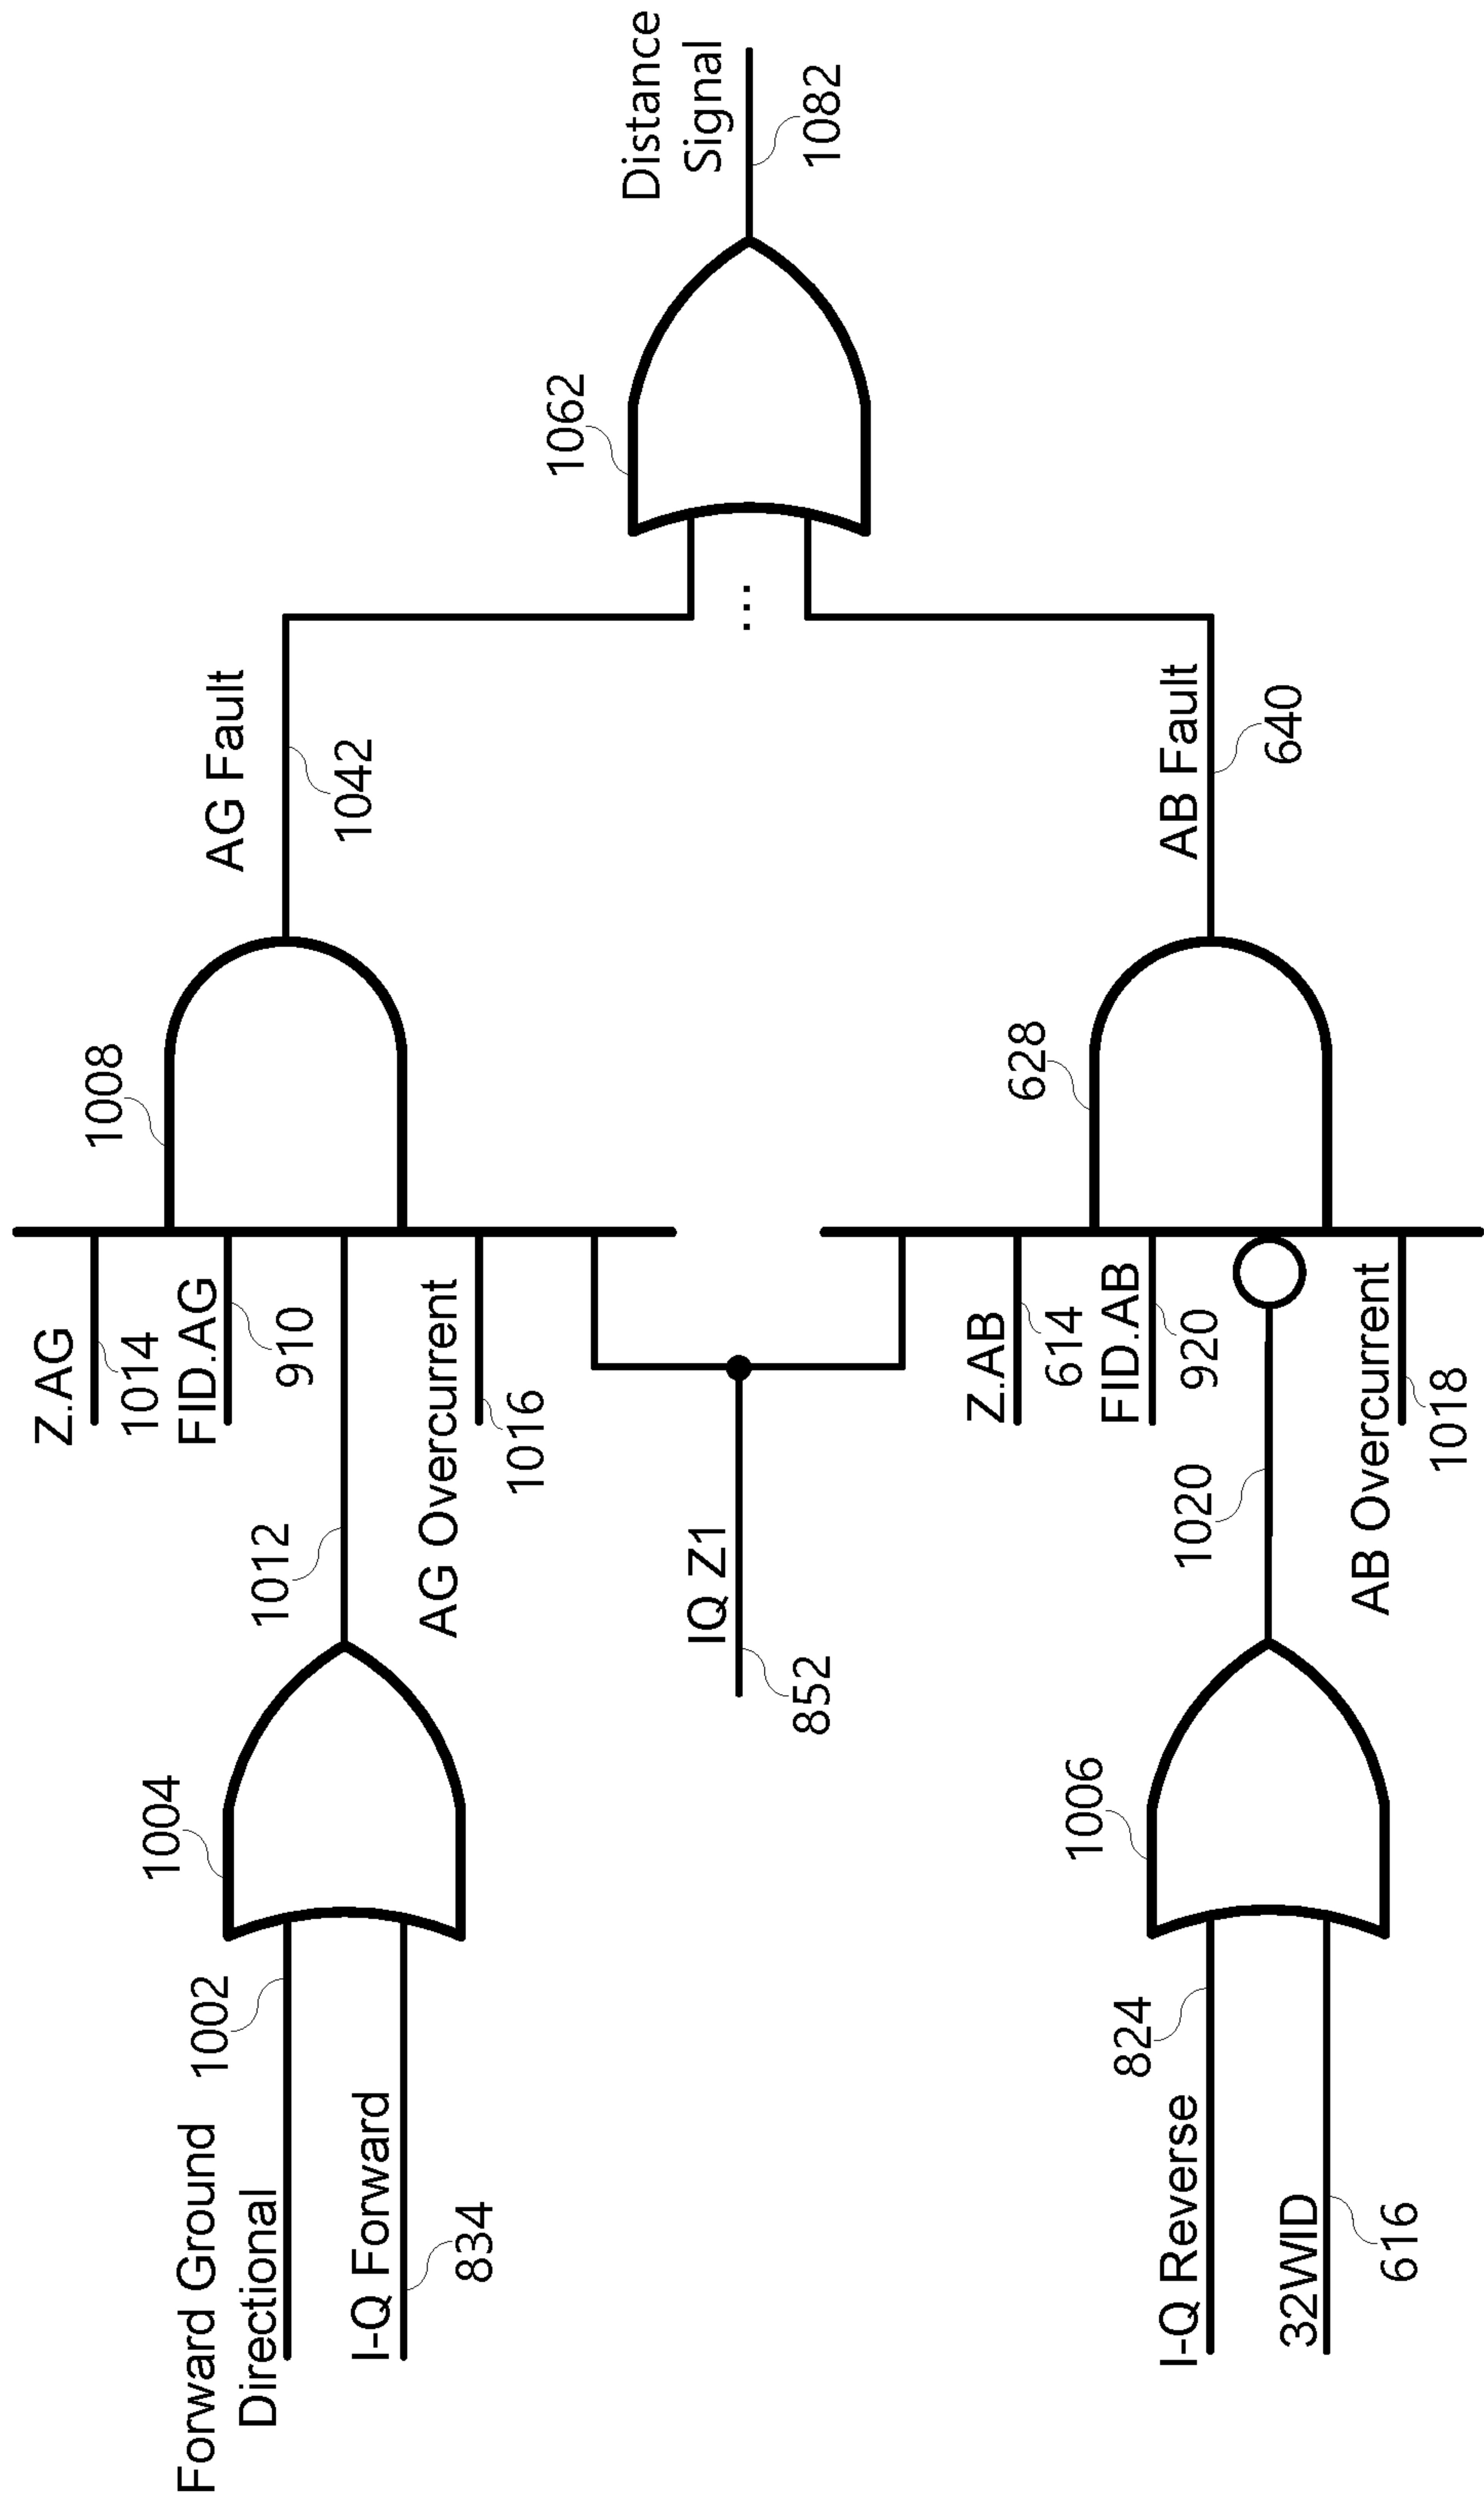 Z.AG
1014
FID.AG
910
1008
Forward Ground
Directional
1002
1004
1012
AG Fault
1042
I-Q Forward
834
AG Overcurrent
1016
1062
Distance
Signal
1082
...
IQ Z1
852
Z.AB
614
628
FID.AB
920
I-Q Reverse
824
1006
1020
AB Fault
640
32WID
616
AB Overcurrent
1018